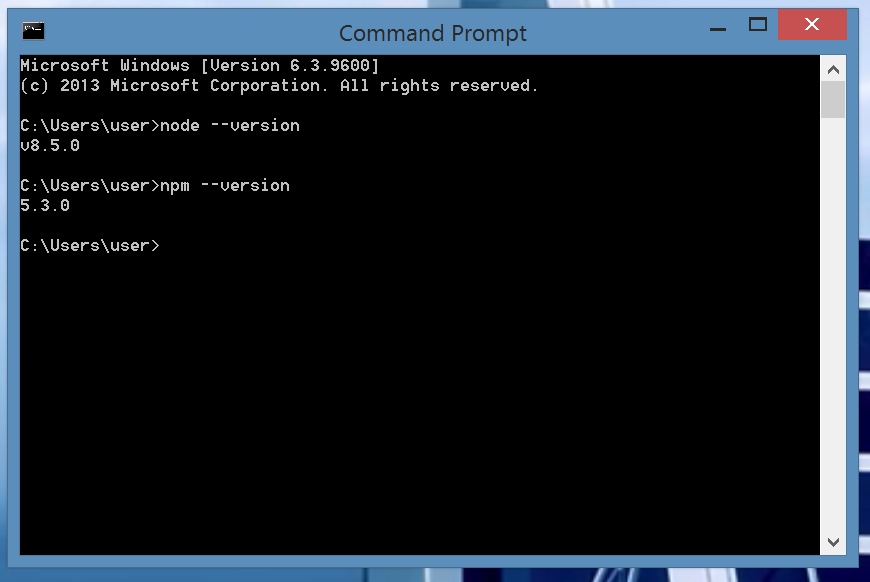 Command Prompt
Microsoft Windows [Version 6.3.9600]
(c) 2013 Microsoft Corporation. All rights reserved.
C:\Users\user>node --version
v8.5.0
C:\Users\user>npm --version
5.3.0
C:\Users\user>